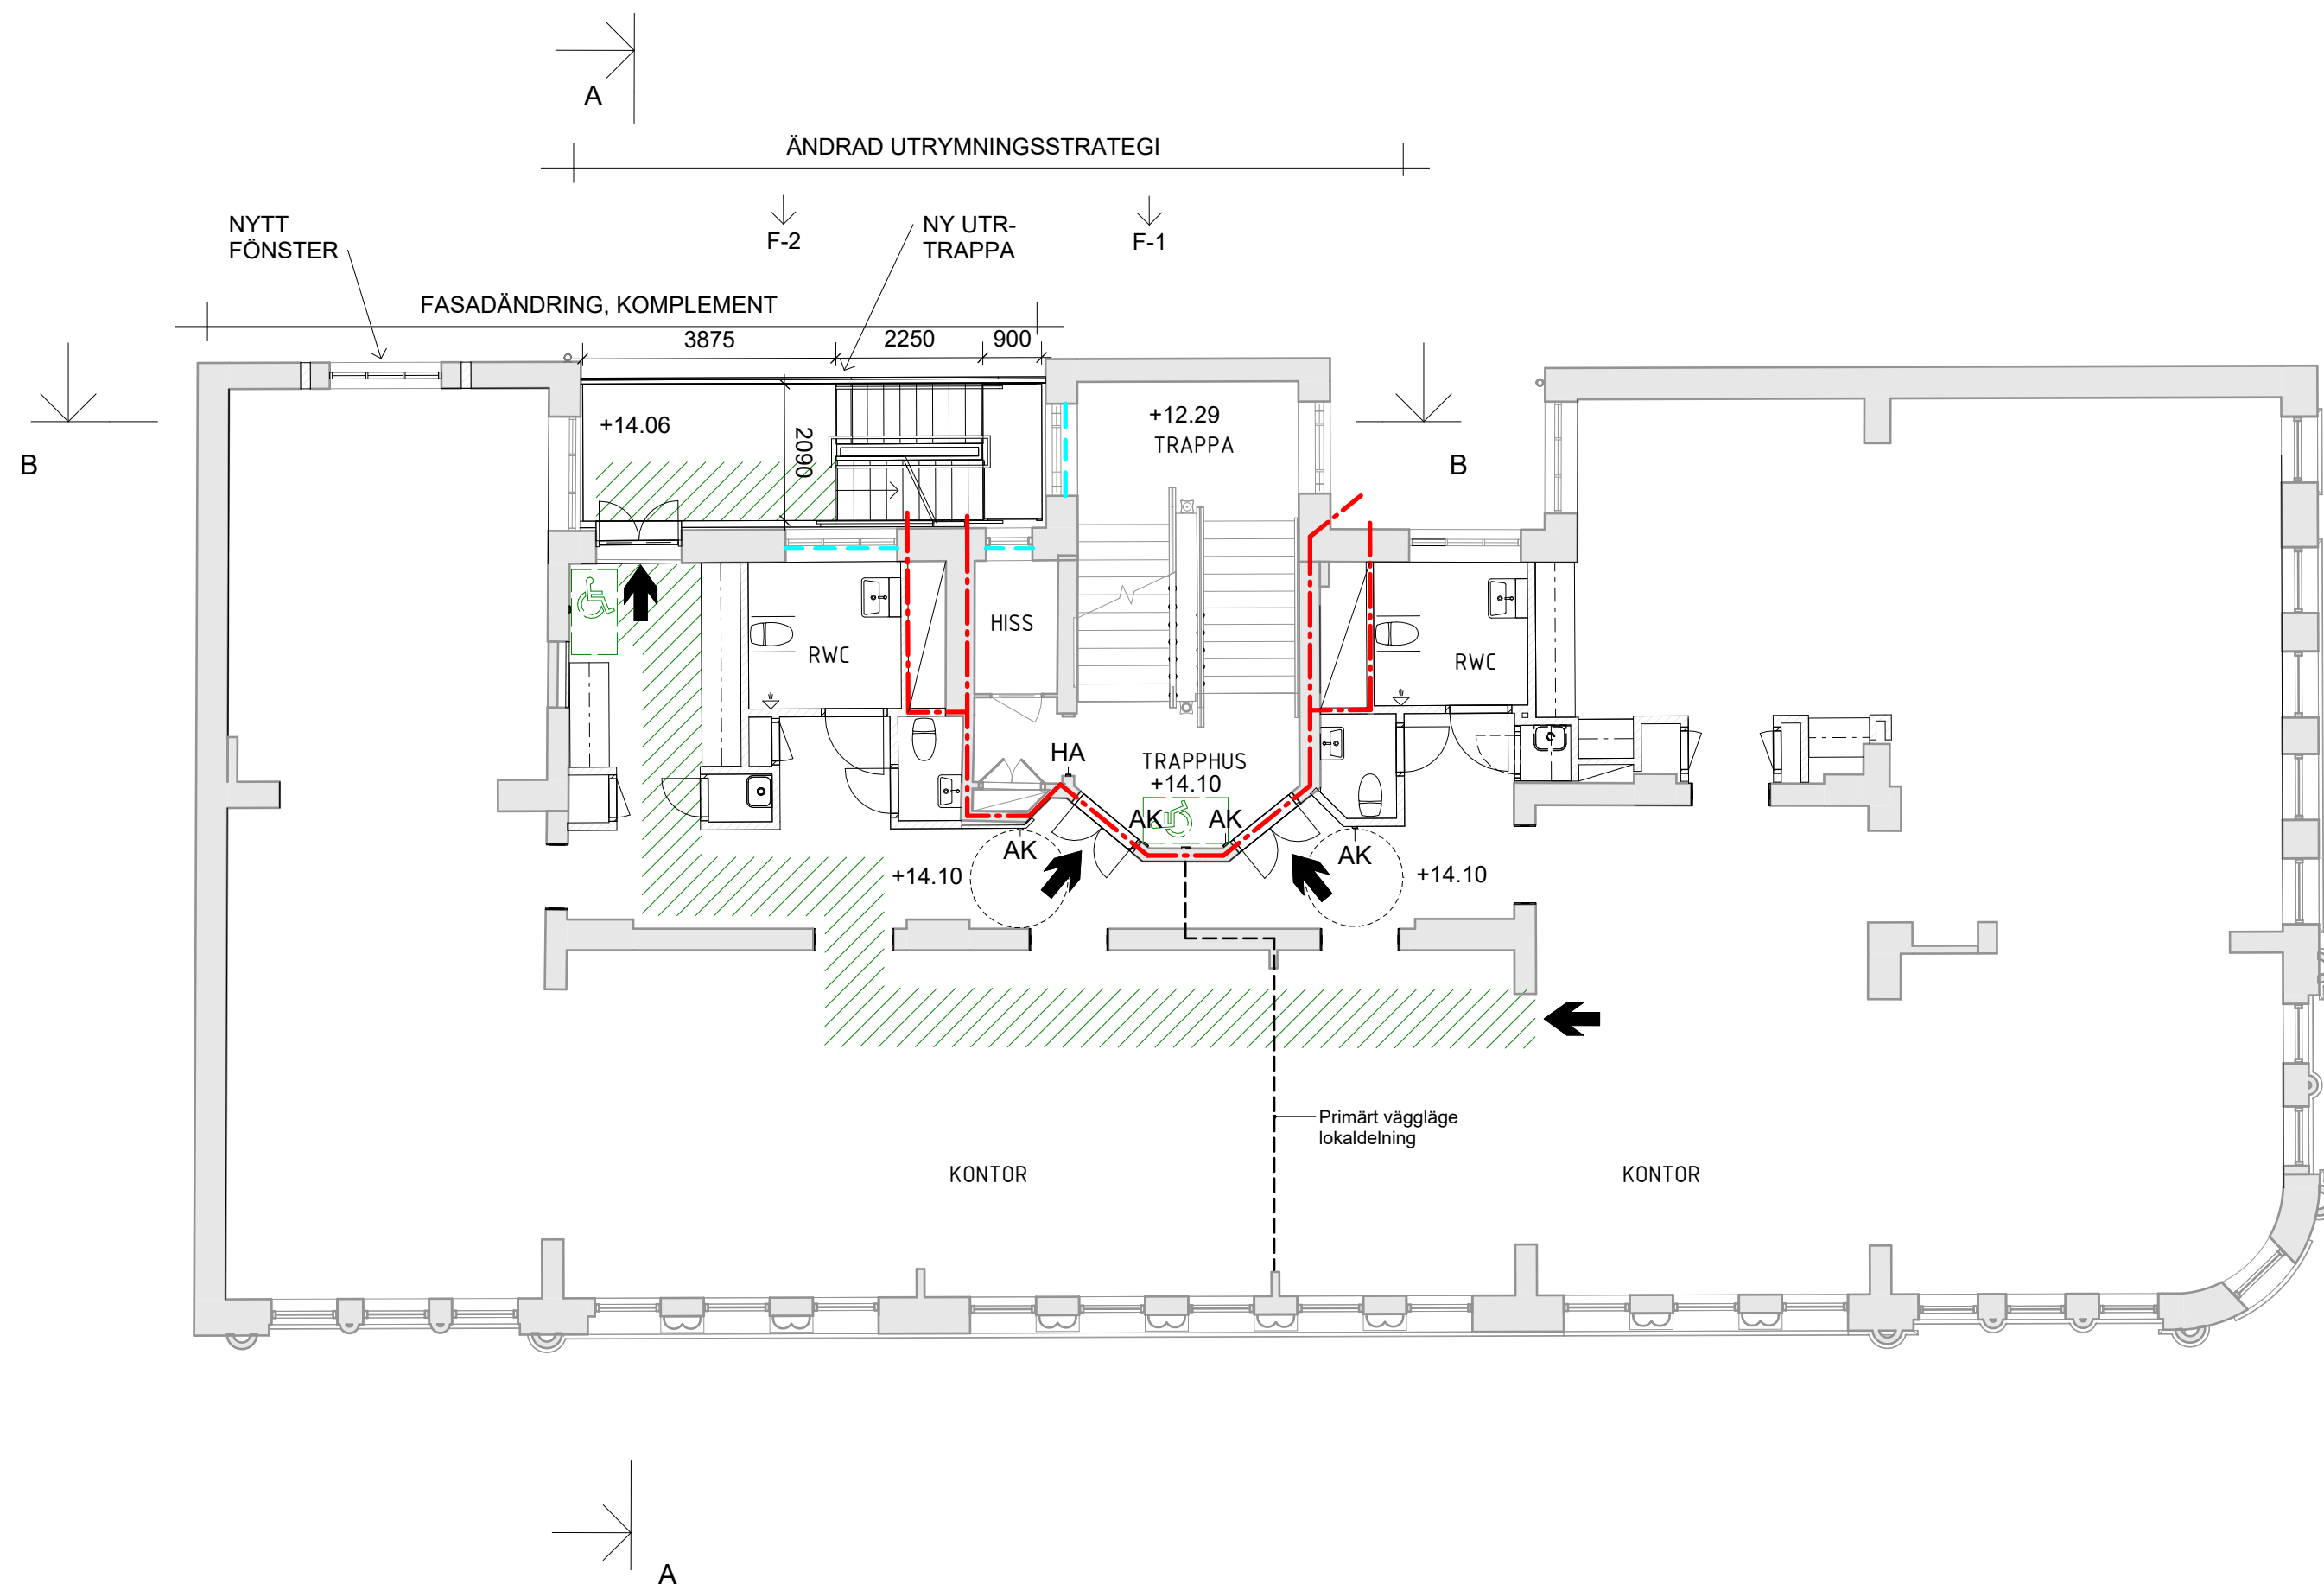 A
ÄNDRAD UTRYMNINGSSTRATEGI
NYTT
FÖNSTER
F-2
NY UTR-
TRAPPA
F-1
FASADÄNDRING, KOMPLEMENT
3875
2250
900
B
+14.06
2090
+12.29
TRAPPA
B
HISS
RWC
RWC
HA
TRAPPHUS
+14.10
AK
AK
AK
AK
+14.10
+14.10
Primärt väggläge
lokaldelning
KONTOR
KONTOR
A